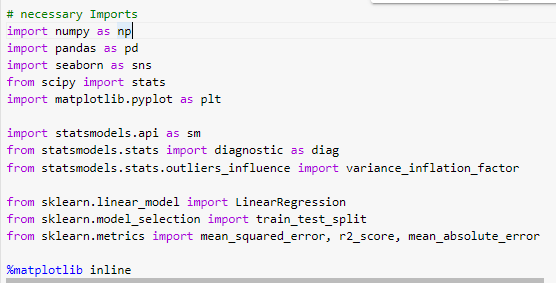 # necessary Imports
import numpy as np
import pandas as pd
import seaborn as sns
from scipy import stats
import matplotlib.pyplot as plt
import statsmodels.api as sm
from statsmodels.stats import diagnostic as diag
from statsmodels.stats.outliers_influence import variance_inflation_factor
from sklearn.linear_model import LinearRegression
from sklearn.model_selection import train_test_split
from sklearn.metrics import mean_squared_error, r2_score, mean_absolute_error
%matplotlib inline